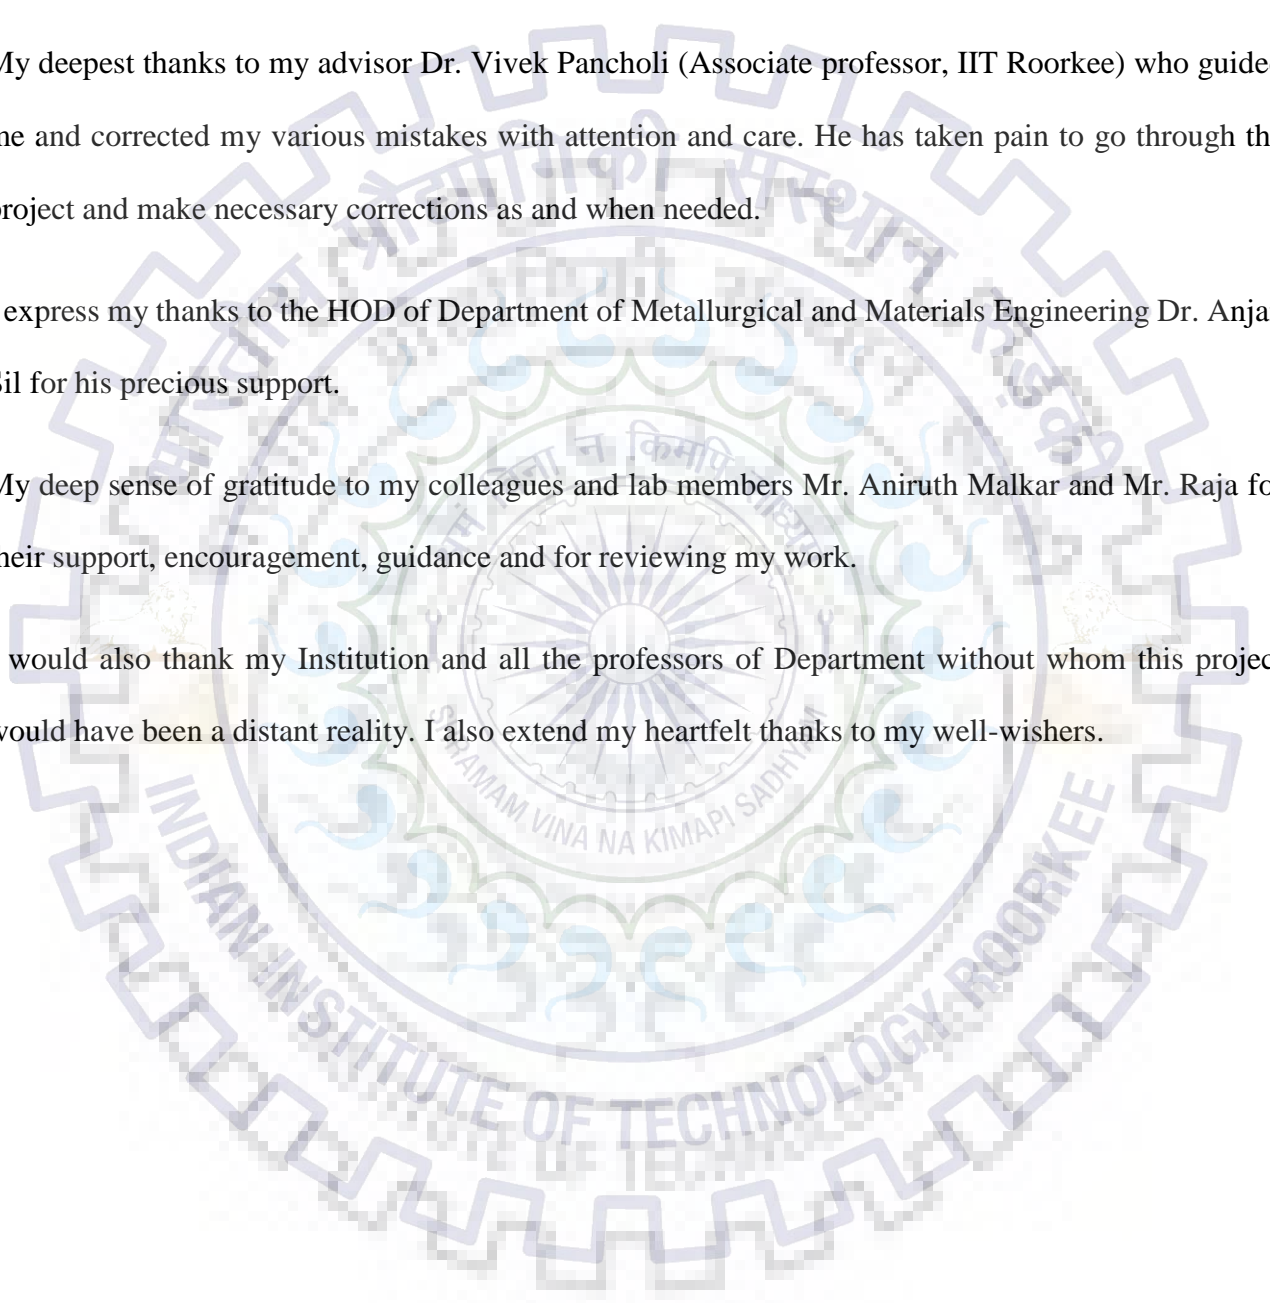 My deepest thanks to my advisor Dr. Vivek Pancholi (Associate professor, IIT Roorkee) who guided
me and corrected my various mistakes with attention and care. He has taken pain to go through th
project and make necessary corrections as and when needed.
express my thanks to the HOD of Department of Metallurgical and Materials Engineering Dr. Anja
Sil for his precious support.
My deep sense of gratitude to my colleagues and lab members Mr. Aniruth Malkar and Mr. Raja fo
their support, encouragement, guidance and for reviewing my work.
would also thank my Institution and all the professors of Department without whom this projec
would have been a distant reality. I also extend my heartfelt thanks to my well-wishers.
न किमपि
SRAMAM VINA NA KIMAPI SADHYAM
INDIAN INSTITUTE OF TECHNOLOGY ROORKEE